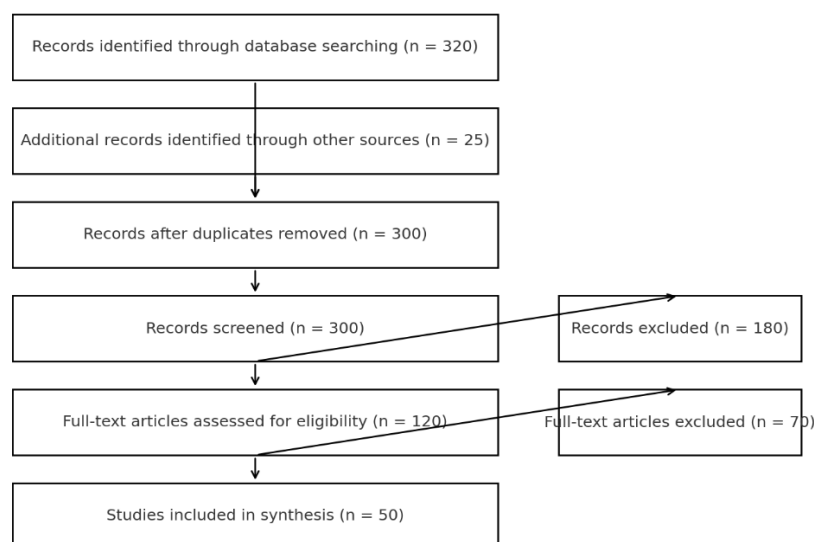 Records identified through database searching (n = 320)
Additional records identified through other sources (n = 25)
Records after duplicates removed (n = 300)
Records screened (n = 300)
Records excluded (n = 180)
Full-text articles assessed for eligibility (n = 120)
Full-text articles excluded (n = 70)
Studies included in synthesis (n = 50)